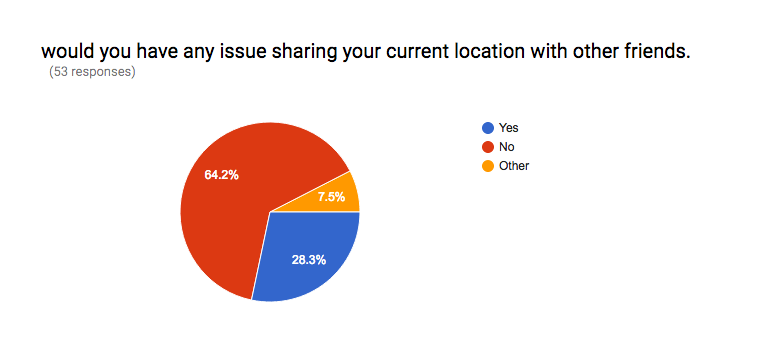 would you have any issue sharing your current location with other friends.
(53 responses)
Yes
No
Other
64.2%
7.5%
28.3%